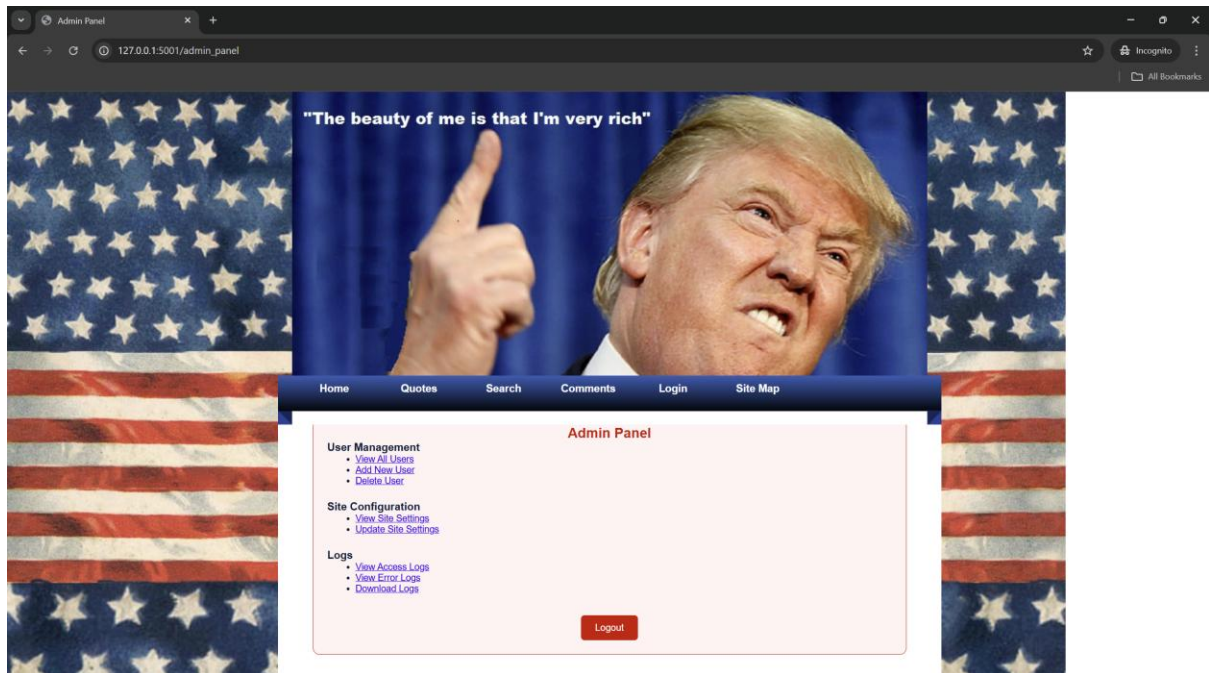 Admin Panel
127.0.0.1:5001/admin_panel
Incognito
All Bookmarks
"The beauty of me is that I'm very rich"
Home Quotes Search Comments Login Site Map
Admin Panel
User Management
View All Users
Add New User
Delete User
Site Configuration
View Site Settings
Update Site Settings
Logs
View Access Logs
View Error Logs
Download Logs
Logout